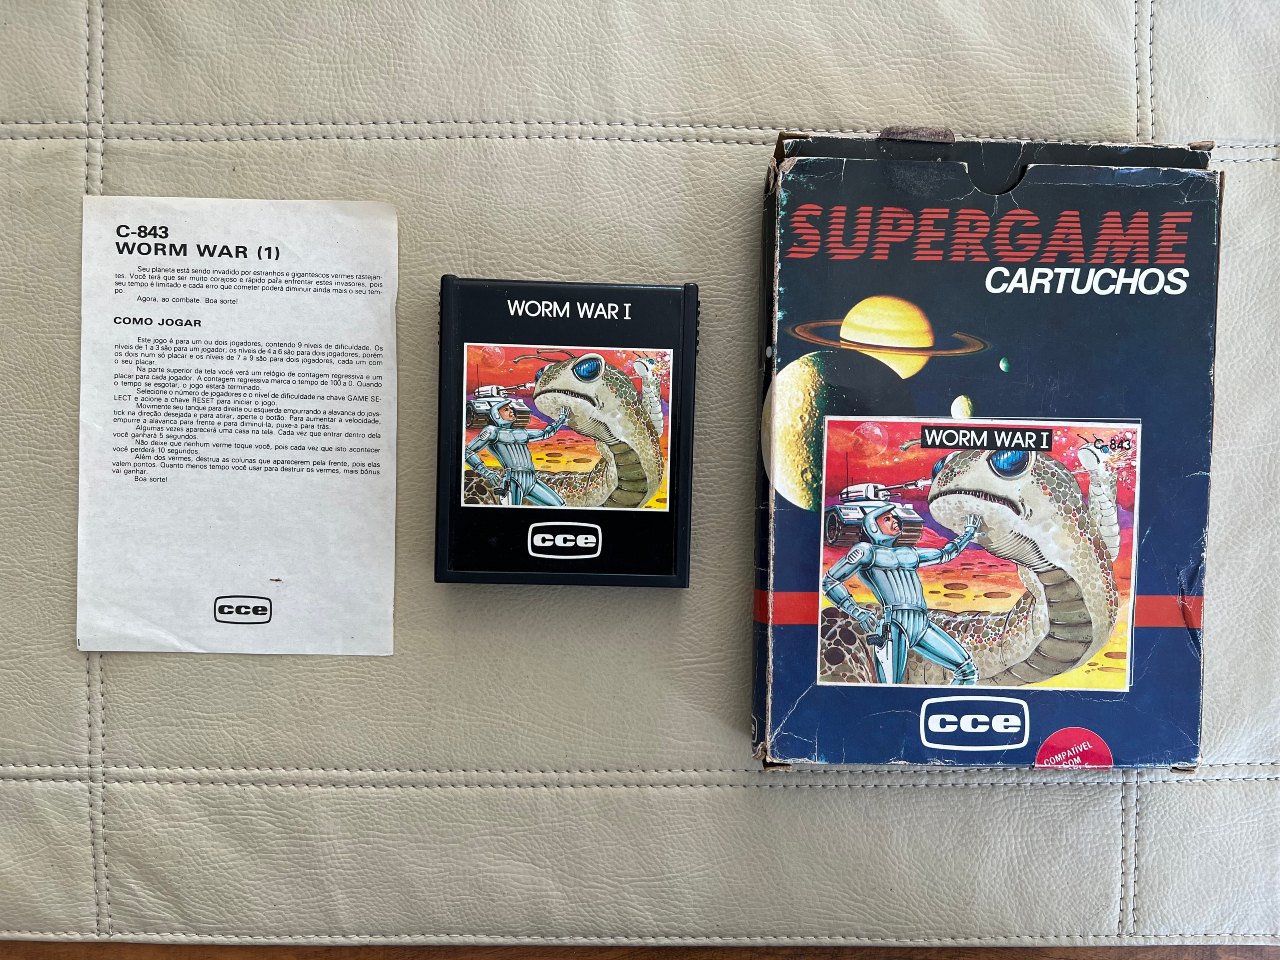 C-843
WORM WAR (1)
Seu planeta está sendo invadido por estranhos e gigantescos vermes rastejan-
tes. Você terá que ser muito corajoso e rápido para enfrentar estes invasores, pois
seu tempo é limitado e cada erro que cometer poderá diminuir ainda mais o seu tem-
po.
Agora, ao combate. Boa sorte!
COMO JOGAR
Este jogo é para um ou dois jogadores, contendo 9 níveis de dificuldade. Os
níveis de 1 a 3 são para um jogador, os níveis de 4 a 6 são para dois jogadores, porém
os dois num só placar e os níveis de 7 a 9 são para dois jogadores, cada um com
o seu placar.
Na parte superior da tela você verá um relógio de contagem regressiva e um
placar para cada jogador. A contagem regressiva marca o tempo de 100 a 0. Quando
o tempo se esgotar, o jogo estará terminado.
Selecione o número de jogadores e o nível de dificuldade na chave GAME SE-
LECT e acione a chave RESET para iniciar o jogo.
Movimente seu tanque para direita ou esquerda empurrando a alavanca do joys-
tick na direção desejada e para atirar, aperte o botão. Para aumentar a velocidade,
empurre a alavanca para frente e para diminuí-la, puxe-a para trás.
Algumas vezes aparecerá uma casa na tela. Cada vez que entrar dentro dela
você ganhará 5 segundos.
Não deixe que nenhum verme toque você, pois cada vez que isto acontecer
você perderá 10 segundos.
Além dos vermes, destrua as colunas que aparecerem pela frente, pois elas
valem pontos. Quanto menos tempo você usar para destruir os vermes, mais bônus
vai ganhar.
Boa sorte!
cce
WORM WAR I
cce
SUPERGAME
CARTUCHOS
WORM WAR I
C-843
cce
COMPATÍVEL
COM